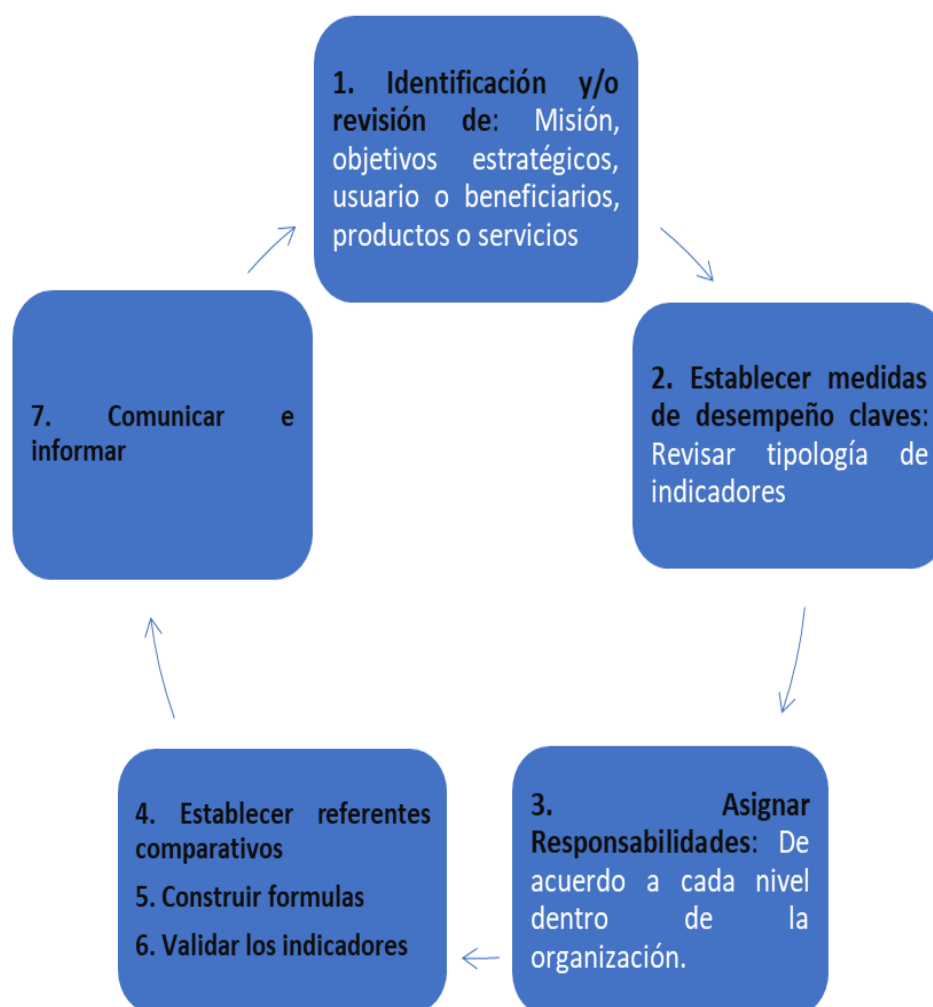 1. Identificación y/o
revisión de: Misión,
objetivos estratégicos,
usuario o beneficiarios,
productos o servicios
2. Establecer medidas
de desempeño claves:
Revisar tipología de
indicadores
3. Asignar
Responsabilidades: De
acuerdo a cada nivel
dentro de la
organización.
4. Establecer referentes
comparativos
5. Construir formulas
6. Validar los indicadores
7. Comunicar e
informar